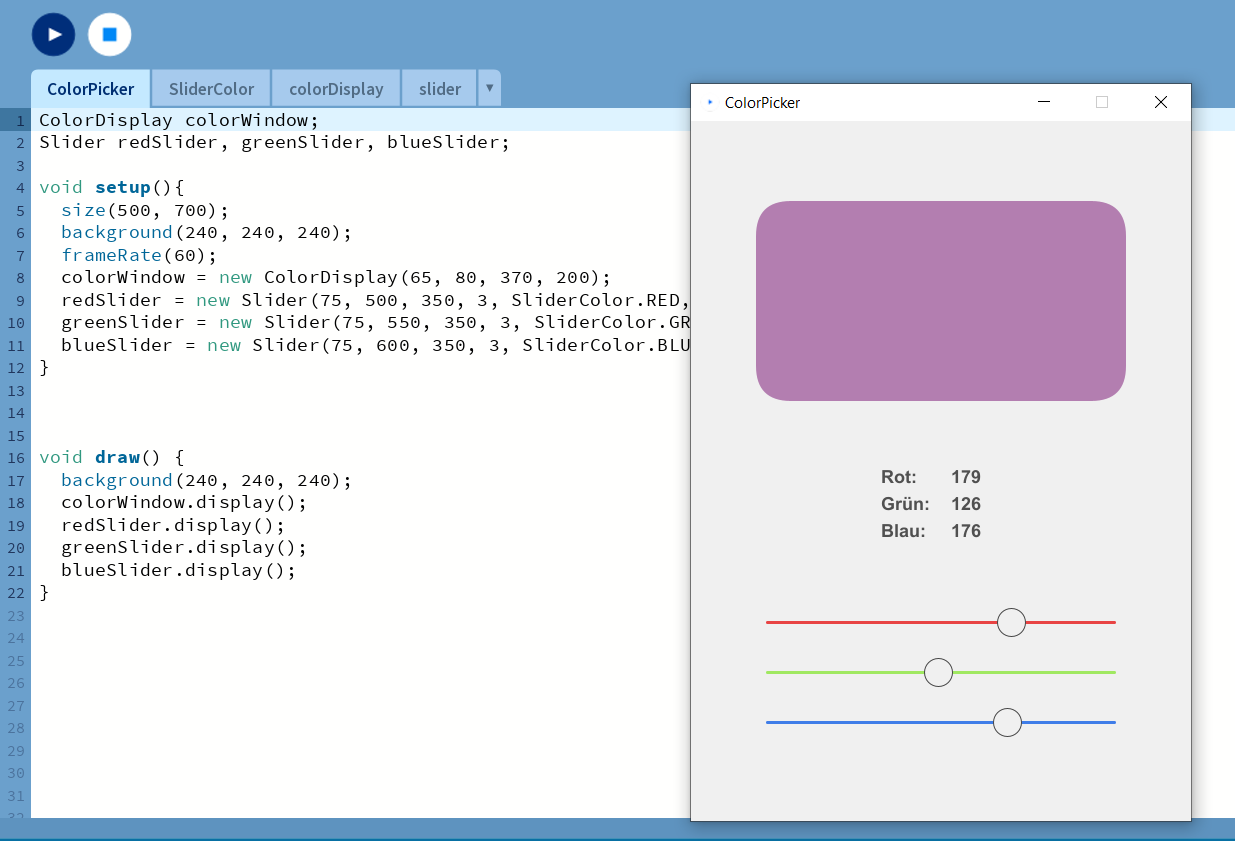 ColorPicker SliderColor colorDisplay slider
1 ColorDisplay colorWindow;
2 Slider redSlider, greenSlider, blueSlider;
3
4 void setup(){
5 size(500, 700);
6 background(240, 240, 240);
7 frameRate(60);
8 colorWindow = new ColorDisplay(65, 80, 370, 200);
9 redSlider = new Slider(75, 500, 350, 3, SliderColor.RED,
10 greenSlider = new Slider(75, 550, 350, 3, SliderColor.GR
11 blueSlider = new Slider(75, 600, 350, 3, SliderColor.BLU
12 }
13
14
15
16 void draw() {
17 background(240, 240, 240);
18 colorWindow.display();
19 redSlider.display();
20 greenSlider.display();
21 blueSlider.display();
22 }
23
24
25
26
27
28
29
30
31
32
ColorPicker
Rot: 179
Grün: 126
Blau: 176